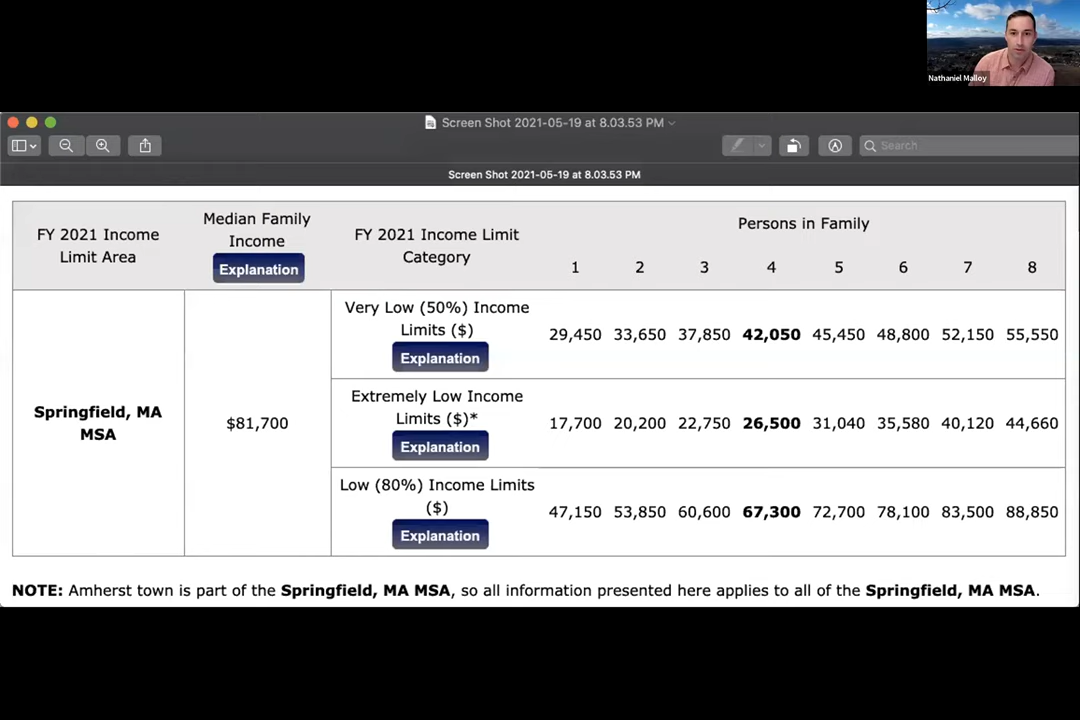 Nathaniel Malloy
Screen Shot 2021-05-19 at 8.03.53 PM
Search
Screen Shot 2021-05-19 at 8.03.53 PM
FY 2021 Income
Limit Area
Median Family
Income
Explanation
FY 2021 Income Limit
Category
Persons in Family
1 2 3 4 5 6 7 8
Springfield, MA
MSA
$81,700
Very Low (50%) Income
Limits ($)
Explanation
29,450 33,650 37,850 42,050 45,450 48,800 52,150 55,550
Extremely Low Income
Limits ($)*
Explanation
17,700 20,200 22,750 26,500 31,040 35,580 40,120 44,660
Low (80%) Income Limits
($)
Explanation
47,150 53,850 60,600 67,300 72,700 78,100 83,500 88,850
NOTE: Amherst town is part of the Springfield, MA MSA, so all information presented here applies to all of the Springfield, MA MSA.